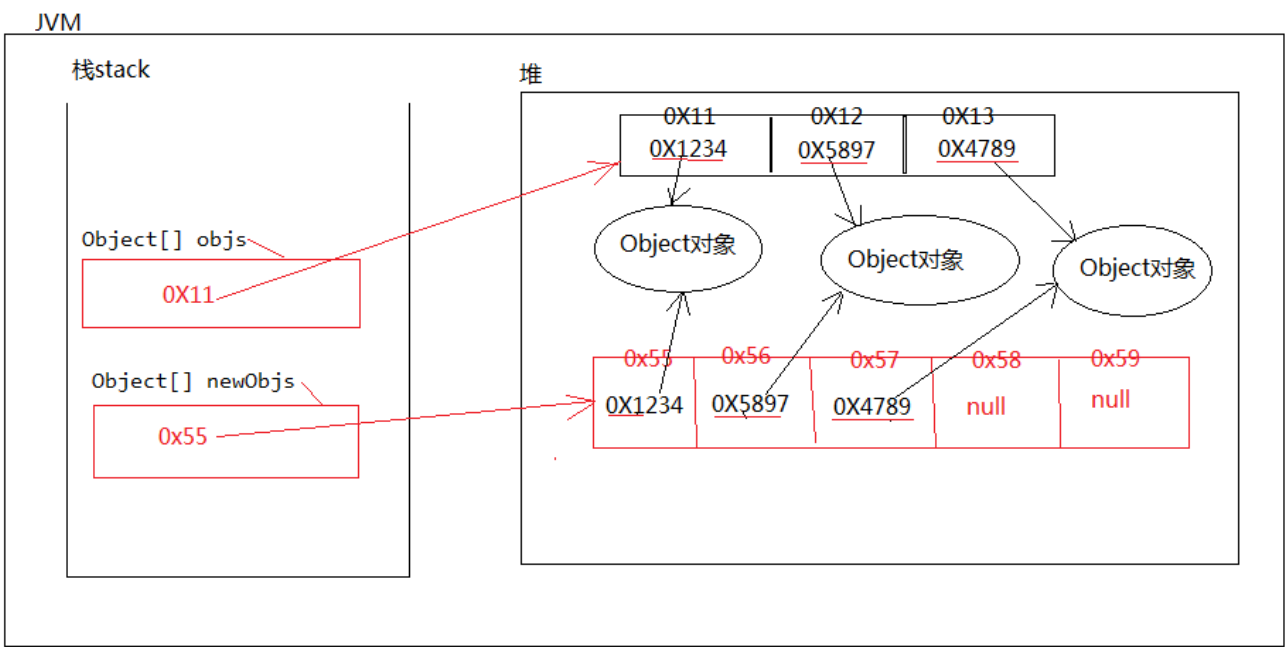 JVM
栈stack
堆
0X11 0X12 0X13
0X1234 0X5897 0X4789
Object[] objs
0X11
Object对象 Object对象 Object对象
Object[] newObjs
0x55
0x55 0x56 0x57 0x58 0x59
0X1234 0X5897 0X4789 null null